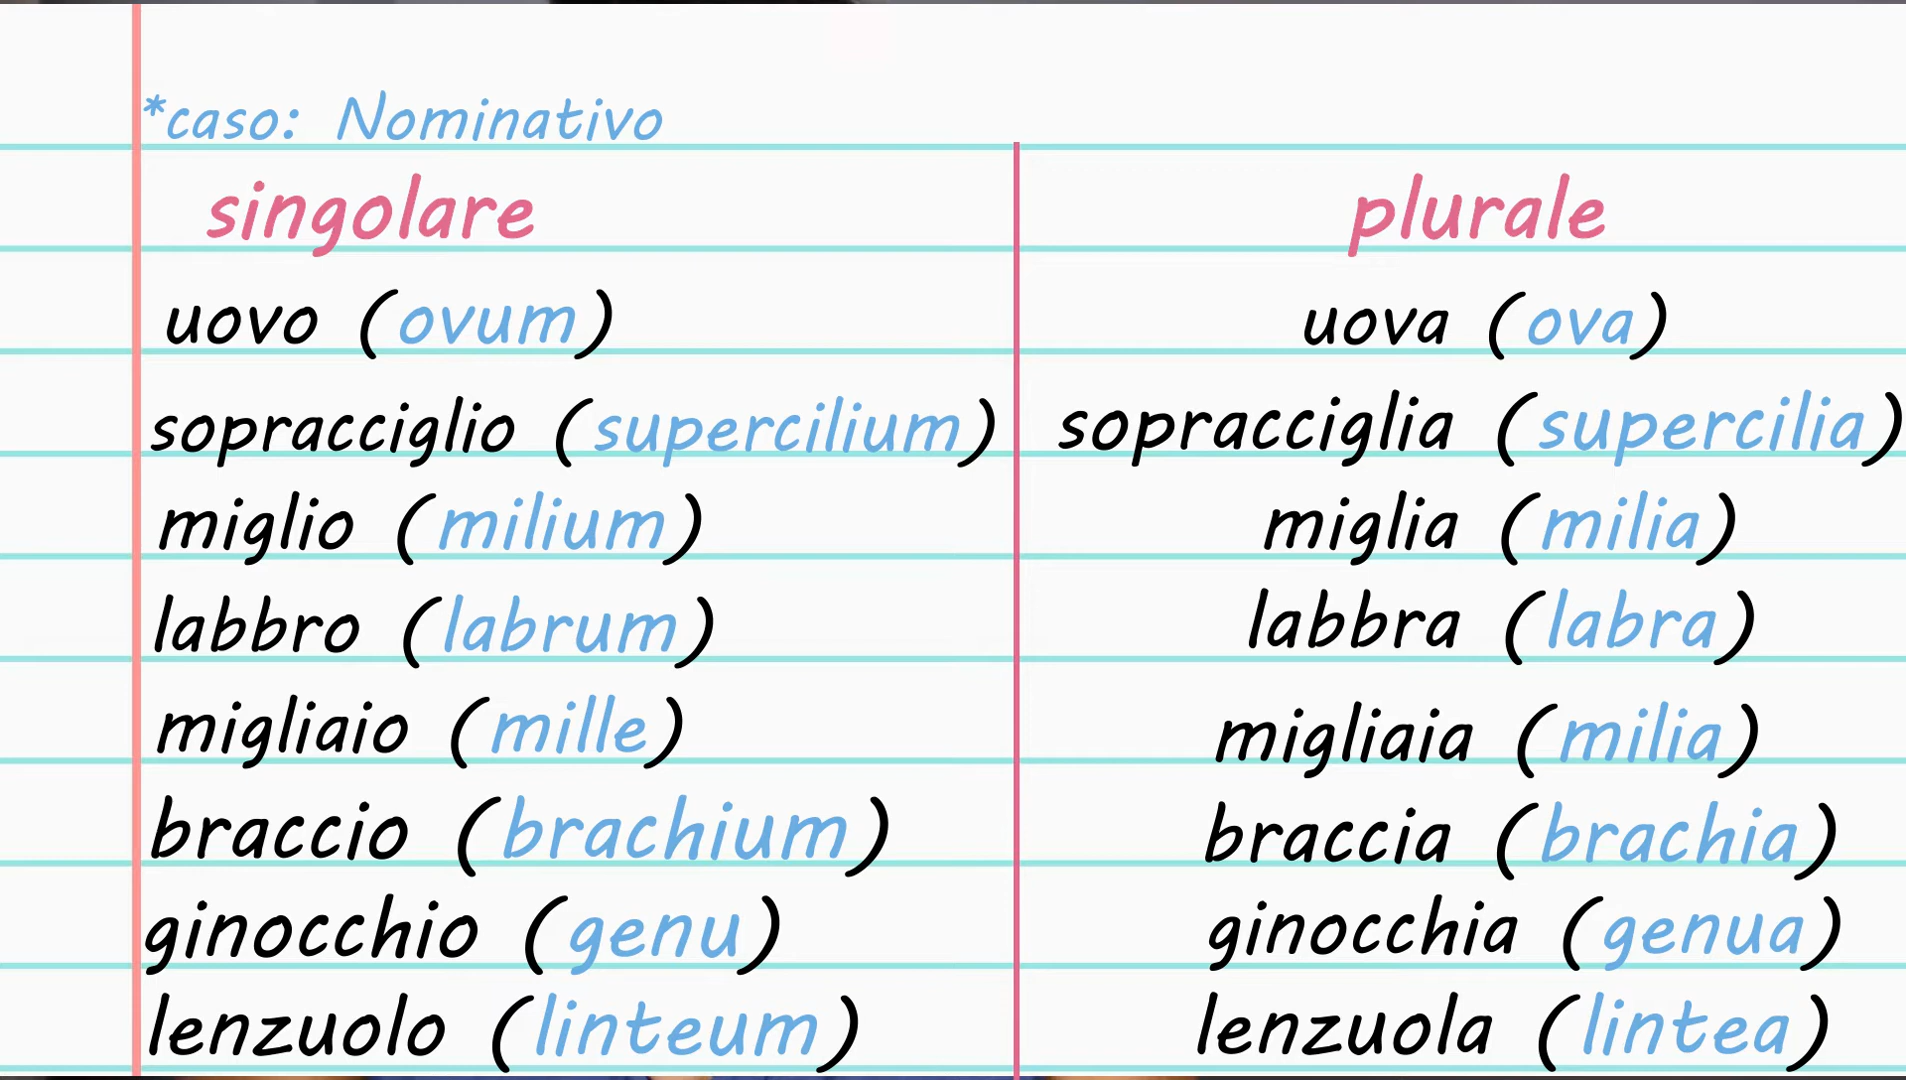 *caso: Nominativo
singolare plurale
uovo (ovum) uova (ova)
sopracciglio (supercilium) sopracciglia (supercilia)
miglio (milium) miglia (milia)
labbro (labrum) labbra (labra)
migliaio (mille) migliaia (milia)
braccio (brachium) braccia (brachia)
ginocchio (genu) ginocchia (genua)
lenzuolo (linteum) lenzuola (lintea)